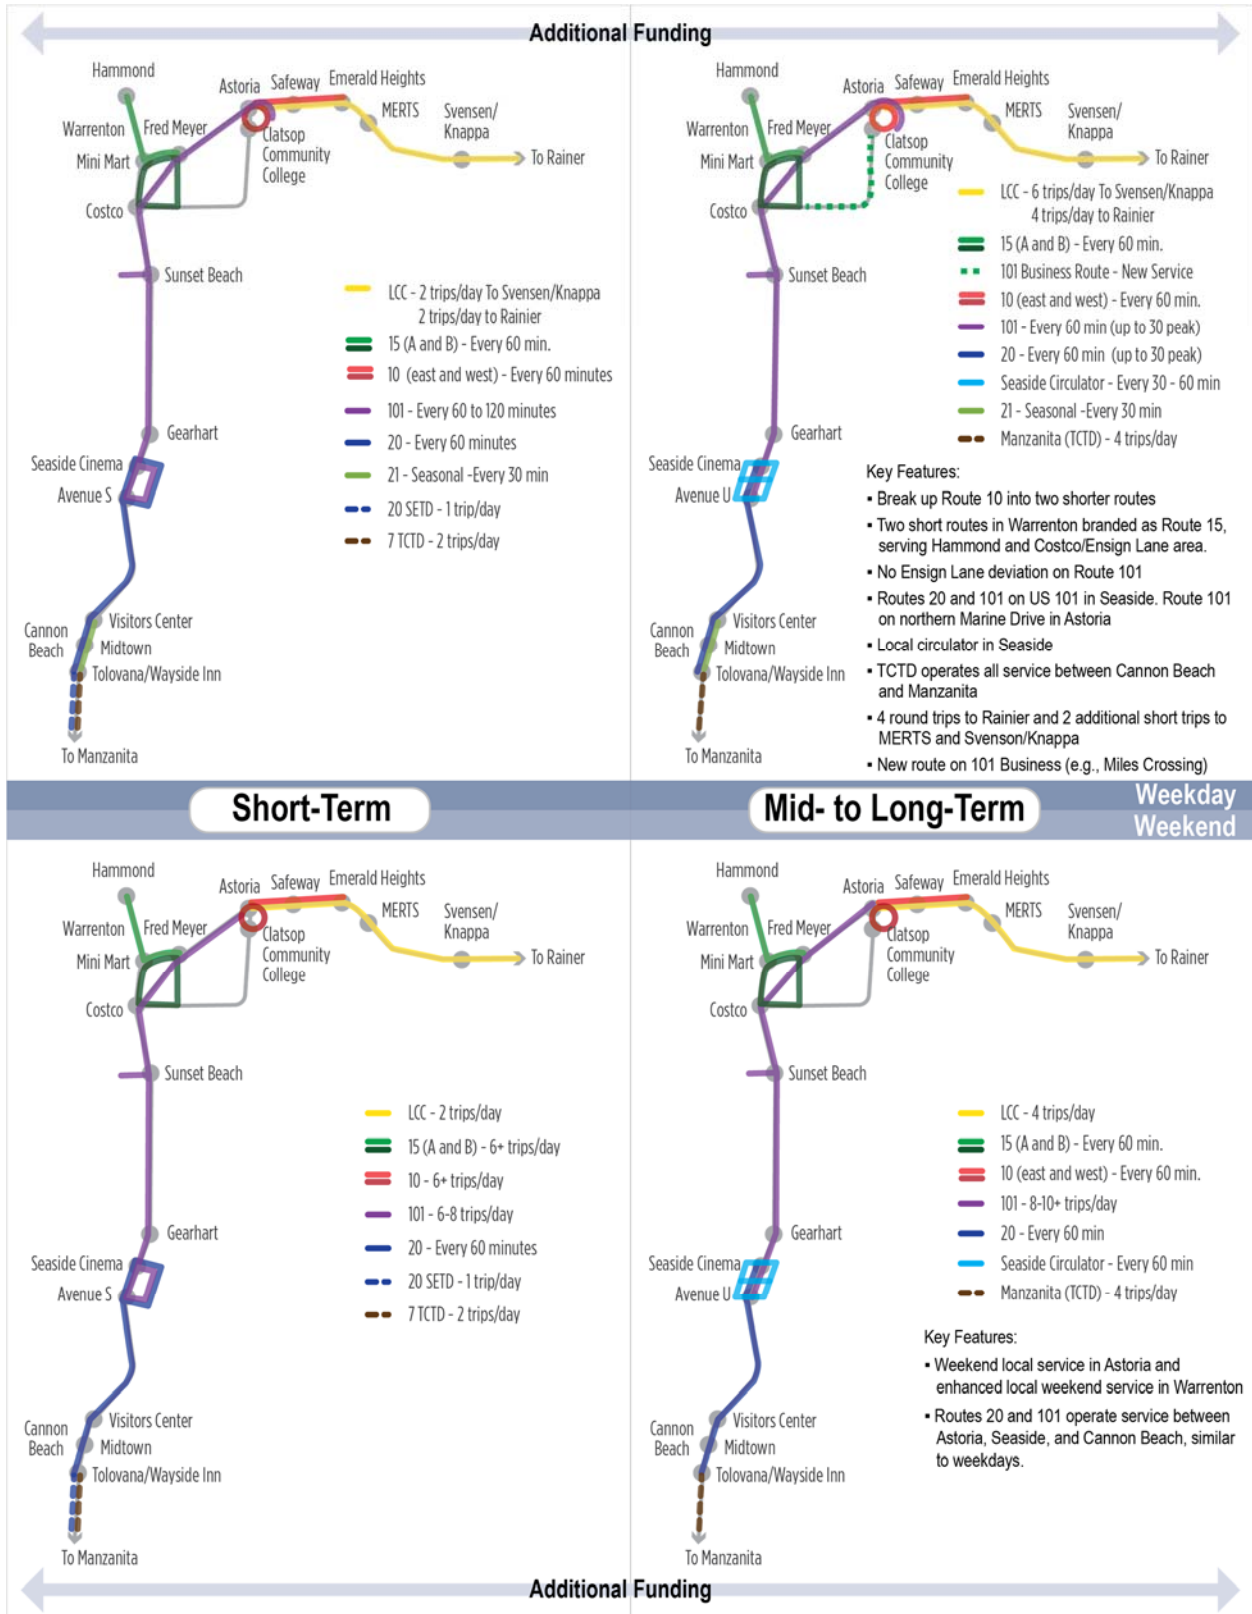 Additional Funding
Hammond
Astoria
Safeway
Emerald Heights
MERTS
Svensen/
Knappa
Warrenton
Fred Meyer
Mini Mart
Clatsop
Community
College
To Rainer
Costco
Sunset Beach
LCC - 2 trips/day To Svensen/Knappa
2 trips/day to Rainier
15 (A and B) - Every 60 min.
10 (east and west) - Every 60 minutes
101 - Every 60 to 120 minutes
20 - Every 60 minutes
21 - Seasonal -Every 30 min
20 SETD - 1 trip/day
7 TCTD - 2 trips/day
Gearhart
Seaside Cinema
Avenue S
Visitors Center
Cannon
Beach
Midtown
Tolovana/Wayside Inn
To Manzanita
Hammond
Astoria
Safeway
Emerald Heights
MERTS
Svensen/
Knappa
Warrenton
Fred Meyer
Mini Mart
Clatsop
Community
College
To Rainer
Costco
Sunset Beach
LCC - 6 trips/day To Svensen/Knappa
4 trips/day to Rainier
15 (A and B) - Every 60 min.
101 Business Route - New Service
10 (east and west) - Every 60 min.
101 - Every 60 min (up to 30 peak)
20 - Every 60 min (up to 30 peak)
Seaside Circulator - Every 30 - 60 min
21 - Seasonal -Every 30 min
Manzanita (TCTD) - 4 trips/day
Gearhart
Seaside Cinema
Avenue U
Visitors Center
Cannon
Beach
Midtown
Tolovana/Wayside Inn
To Manzanita
Key Features:
▪ Break up Route 10 into two shorter routes
▪ Two short routes in Warrenton branded as Route 15,
serving Hammond and Costco/Ensign Lane area.
▪ No Ensign Lane deviation on Route 101
▪ Routes 20 and 101 on US 101 in Seaside. Route 101
on northern Marine Drive in Astoria
▪ Local circulator in Seaside
▪ TCTD operates all service between Cannon Beach
and Manzanita
▪ 4 round trips to Rainier and 2 additional short trips to
MERTS and Svenson/Knappa
▪ New route on 101 Business (e.g., Miles Crossing)
Short-Term
Mid- to Long-Term
Weekday
Weekend
Hammond
Astoria
Safeway
Emerald Heights
MERTS
Svensen/
Knappa
Warrenton
Fred Meyer
Mini Mart
Clatsop
Community
College
To Rainer
Costco
Sunset Beach
LCC - 2 trips/day
15 (A and B) - 6+ trips/day
10 - 6+ trips/day
101 - 6-8 trips/day
20 - Every 60 minutes
20 SETD - 1 trip/day
7 TCTD - 2 trips/day
Gearhart
Seaside Cinema
Avenue S
Visitors Center
Cannon
Beach
Midtown
Tolovana/Wayside Inn
To Manzanita
Hammond
Astoria
Safeway
Emerald Heights
MERTS
Svensen/
Knappa
Warrenton
Fred Meyer
Mini Mart
Clatsop
Community
College
To Rainer
Costco
Sunset Beach
LCC - 4 trips/day
15 (A and B) - Every 60 min.
10 (east and west) - Every 60 min.
101 - 8-10+ trips/day
20 - Every 60 min
Seaside Circulator - Every 60 min
Manzanita (TCTD) - 4 trips/day
Gearhart
Seaside Cinema
Avenue U
Visitors Center
Cannon
Beach
Midtown
Tolovana/Wayside Inn
To Manzanita
Key Features:
▪ Weekend local service in Astoria and
enhanced local weekend service in Warrenton
▪ Routes 20 and 101 operate service between
Astoria, Seaside, and Cannon Beach, similar
to weekdays.
Additional Funding